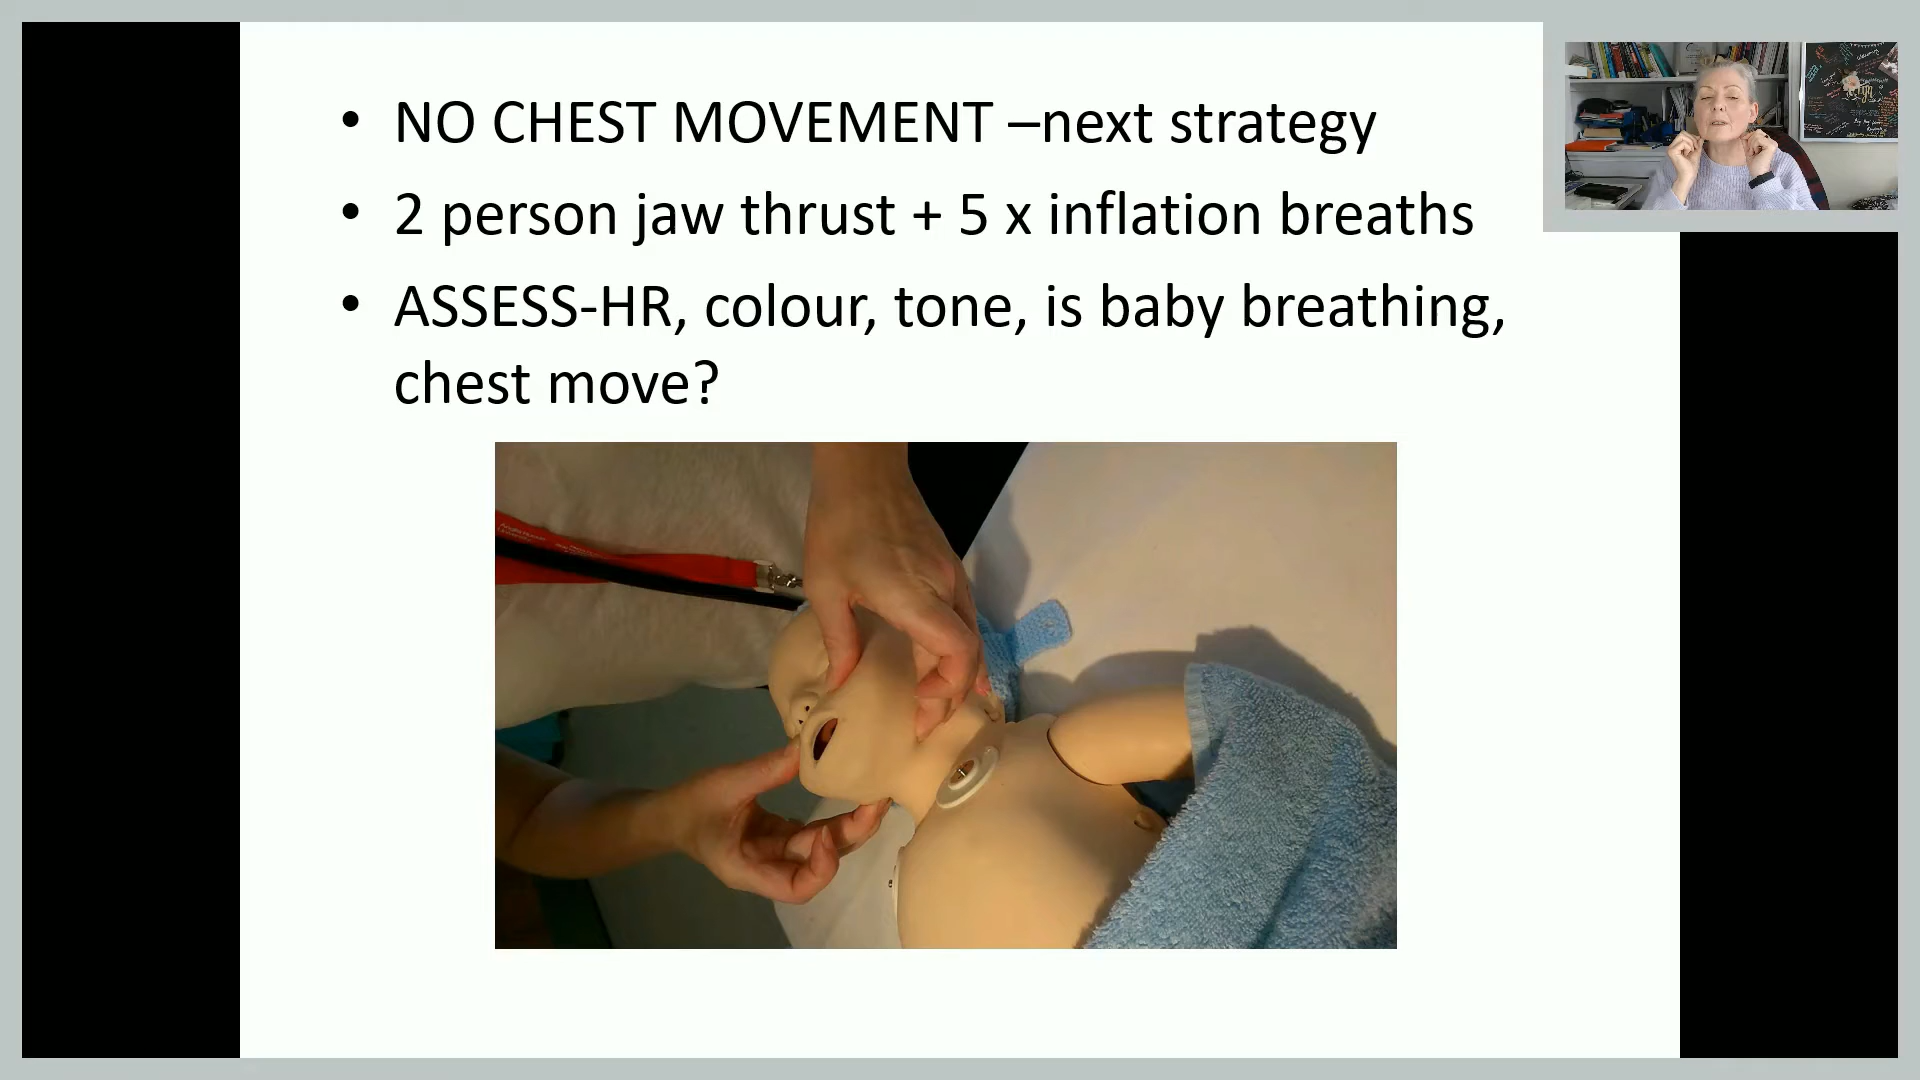 • NO CHEST MOVEMENT –next strategy
• 2 person jaw thrust + 5 x inflation breaths
• ASSESS-HR, colour, tone, is baby breathing,
chest move?